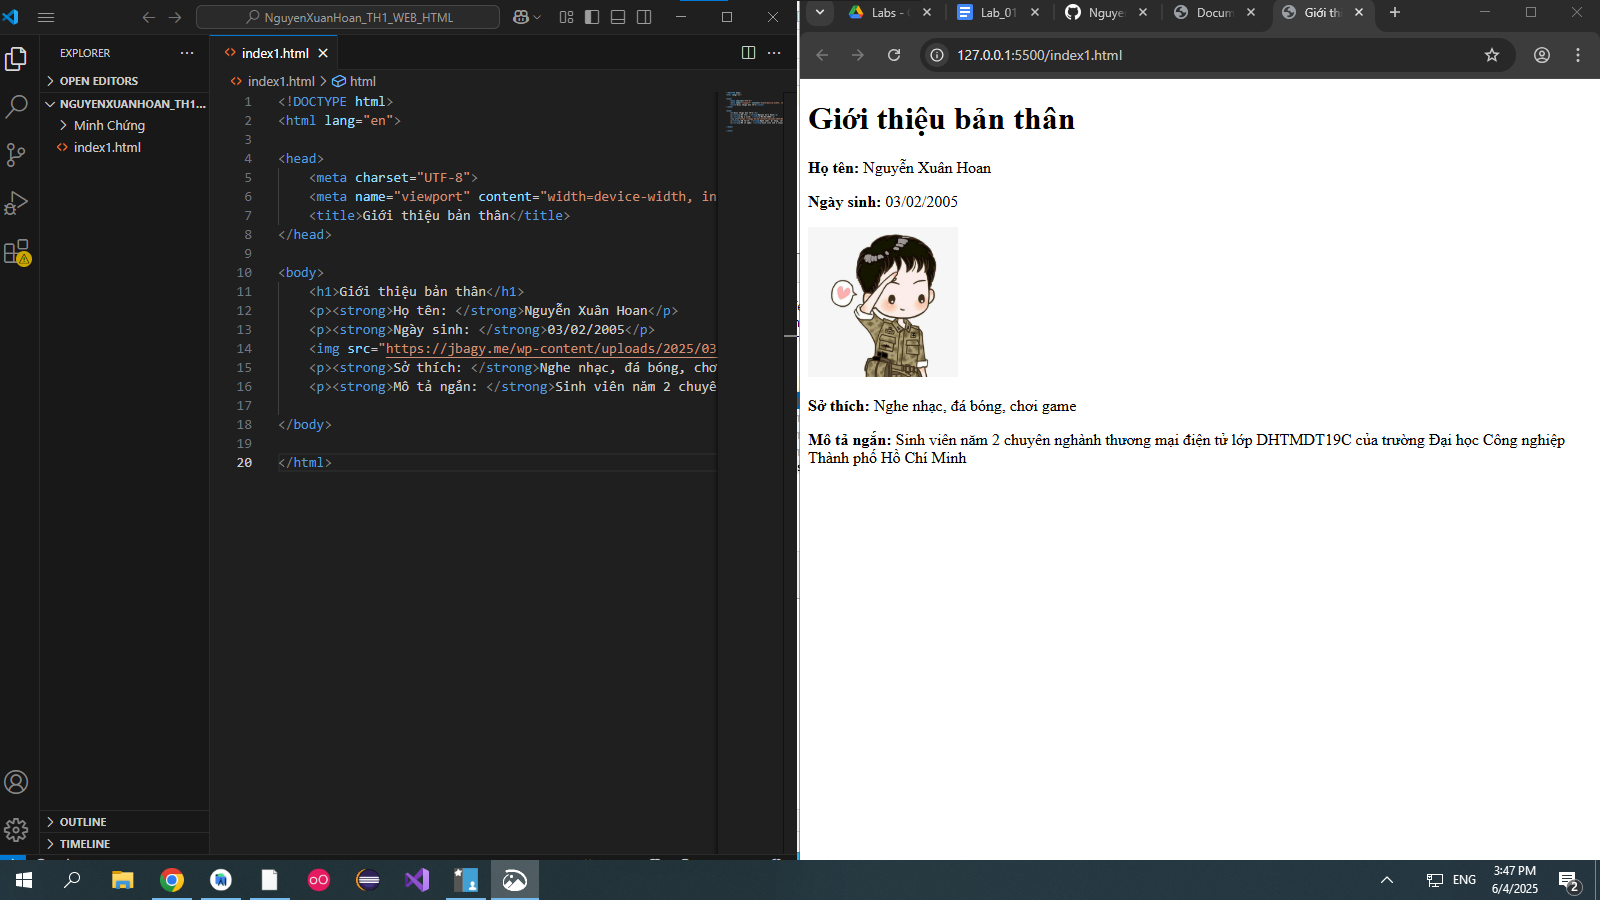 NguyenXuanHoan_TH1_WEB_HTML
EXPLORER
OPEN EDITORS
NGUYENXUANHOAN_TH1...
Minh Chứng
index1.html
OUTLINE
TIMELINE
index1.html
index1.html > html
1 <!DOCTYPE html>
2 <html lang="en">
3
4 <head>
5 <meta charset="UTF-8">
6 <meta name="viewport" content="width=device-width, in
7 <title>Giới thiệu bản thân</title>
8 </head>
9
10 <body>
11 <h1>Giới thiệu bản thân</h1>
12 <p><strong>Họ tên: </strong>Nguyễn Xuân Hoan</p>
13 <p><strong>Ngày sinh: </strong>03/02/2005</p>
14 <img src="https://jbagy.me/wp-content/uploads/2025/03
15 <p><strong>Sở thích: </strong>Nghe nhạc, đá bóng, chơ
16 <p><strong>Mô tả ngắn: </strong>Sinh viên năm 2 chuyê
17
18 </body>
19
20 </html>
Labs -
Lab_01
Nguye
Docum
Giới th
127.0.0.1:5500/index1.html
Giới thiệu bản thân
Họ tên: Nguyễn Xuân Hoan
Ngày sinh: 03/02/2005
Sở thích: Nghe nhạc, đá bóng, chơi game
Mô tả ngắn: Sinh viên năm 2 chuyên nghành thương mại điện tử lớp DHTMDT19C của trường Đại học Công nghiệp
Thành phố Hồ Chí Minh
ENG
3:47 PM
6/4/2025
2